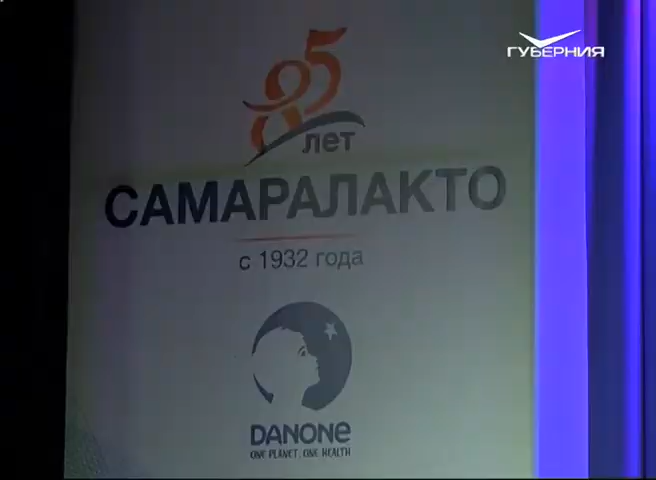 ГУБЕРНИЯ
85
лет
САМАРАЛАКТО
с 1932 года
DANONE
ONE PLANET. ONE HEALTH